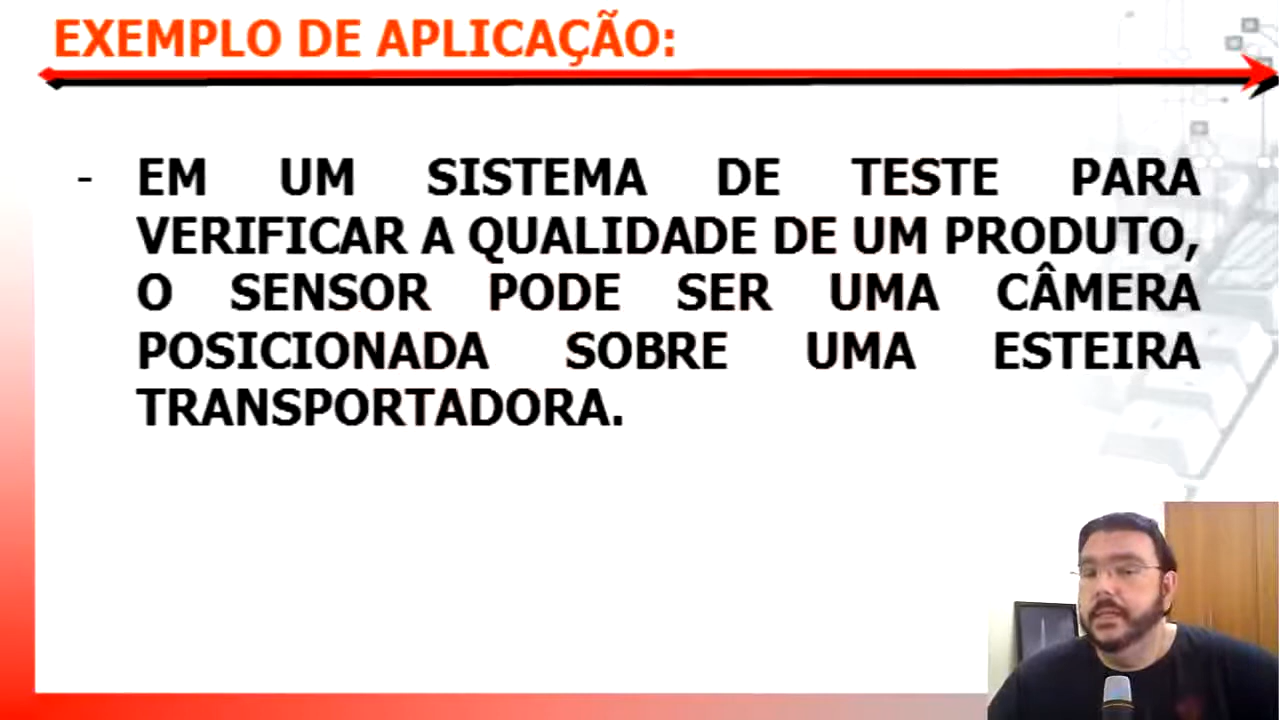 EXEMPLO DE APLICAÇÃO:
- EM UM SISTEMA DE TESTE PARA
VERIFICAR A QUALIDADE DE UM PRODUTO,
O SENSOR PODE SER UMA CÂMERA
POSICIONADA SOBRE UMA ESTEIRA
TRANSPORTADORA.